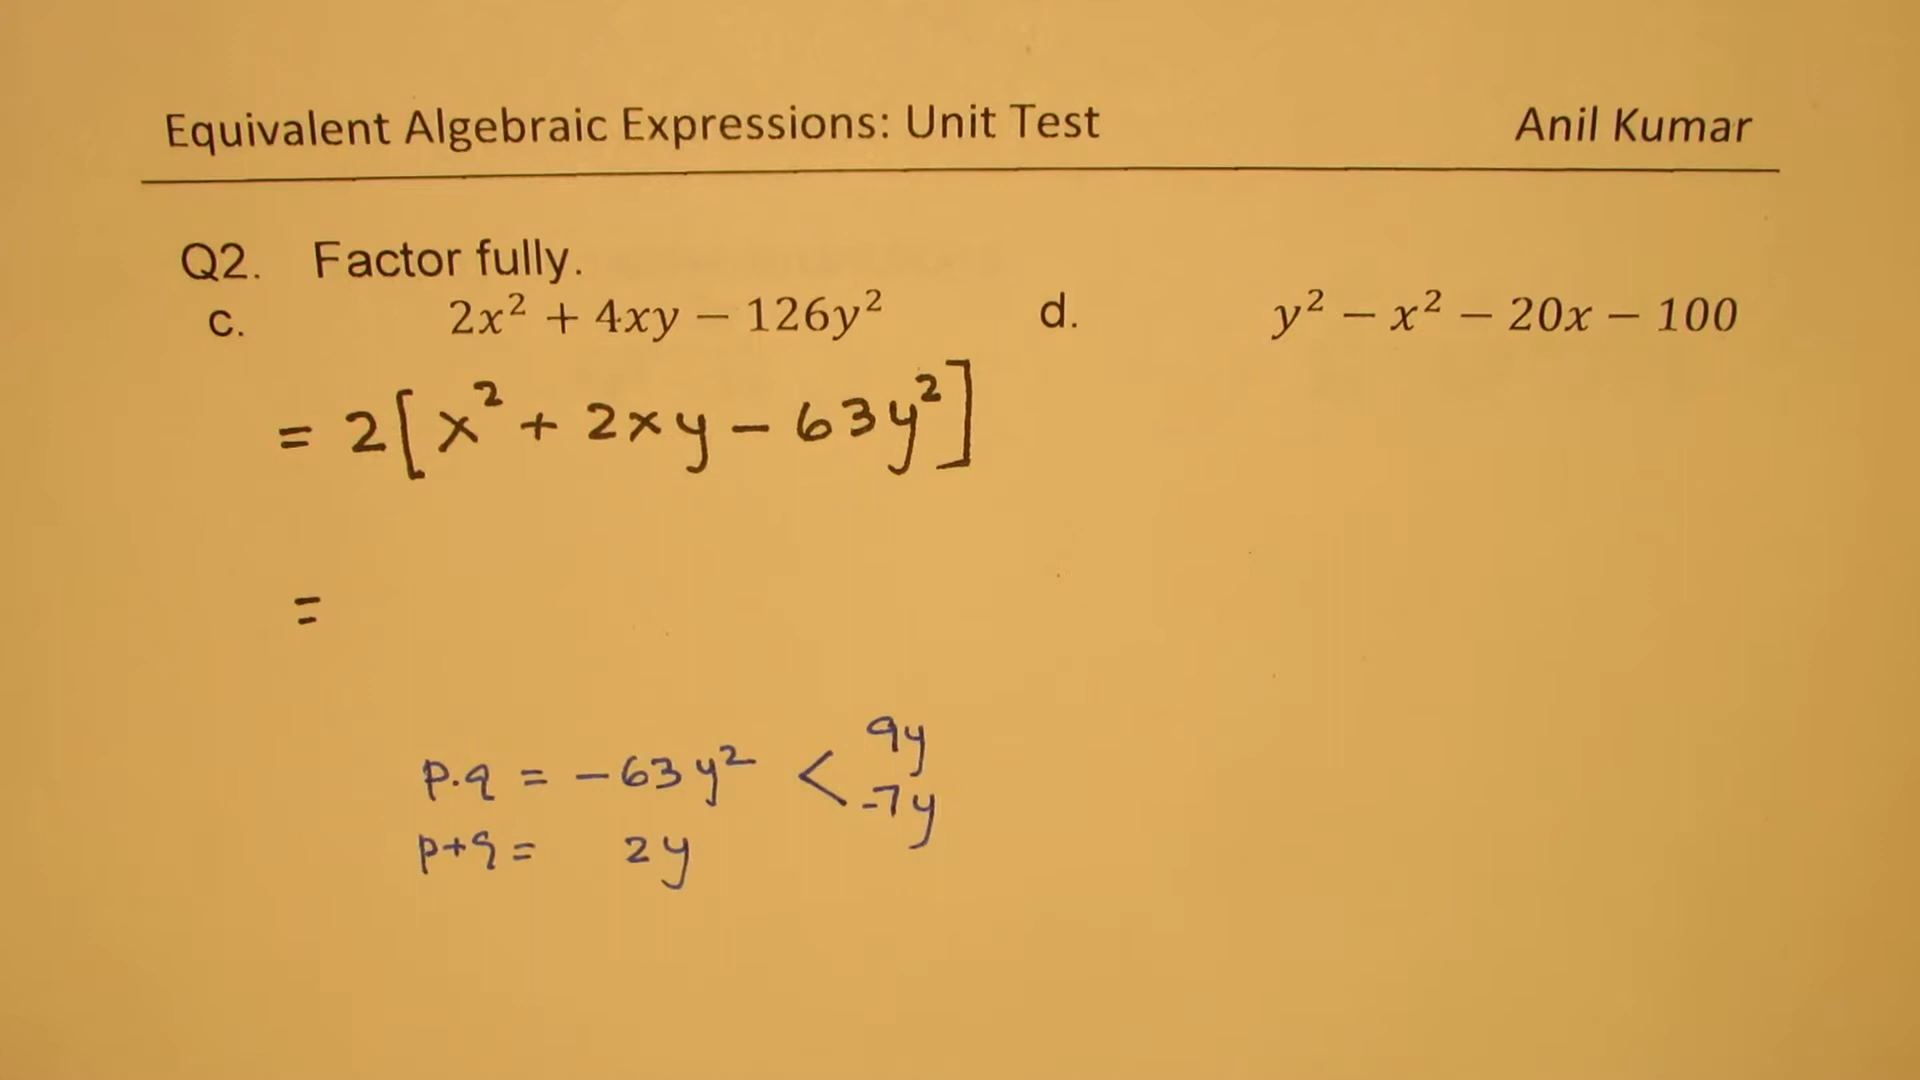 Equivalent Algebraic Expressions: Unit Test Anil Kumar
Q2. Factor fully.
c. 2x² + 4xy − 126y² d. y² − x² − 20x − 100
= 2[x² + 2xy − 63y²]
=
p.q = −63y² < 9y
-7y
p+q = 2y